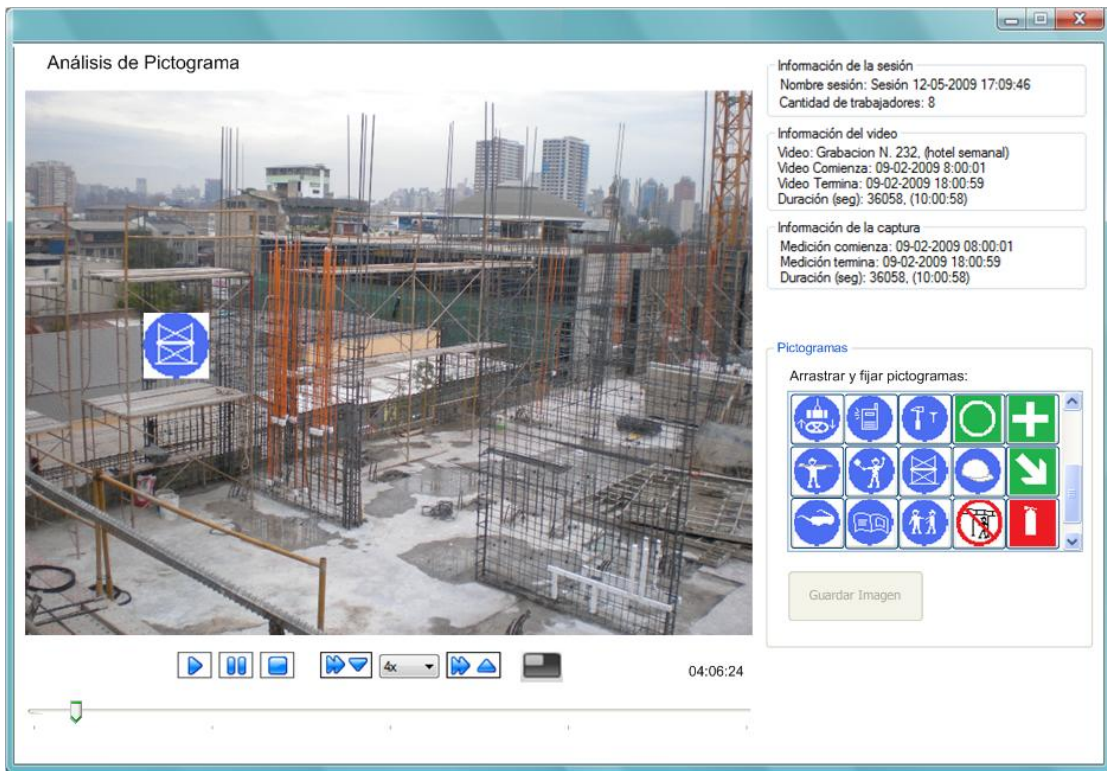 Análisis de Pictograma
Información de la sesión
Nombre sesión: Sesión 12-05-2009 17:09:46
Cantidad de trabajadores: 8
Información del video
Video: Grabacion N. 232, (hotel semanal)
Video Comienza: 09-02-2009 8:00:01
Video Termina: 09-02-2009 18:00:59
Duración (seg): 36058, (10:00:58)
Información de la captura
Medición comienza: 09-02-2009 08:00:01
Medición termina: 09-02-2009 18:00:59
Duración (seg): 36058, (10:00:58)
Pictogramas
Arrastrar y fijar pictogramas:
Guardar Imagen
4x
04:06:24